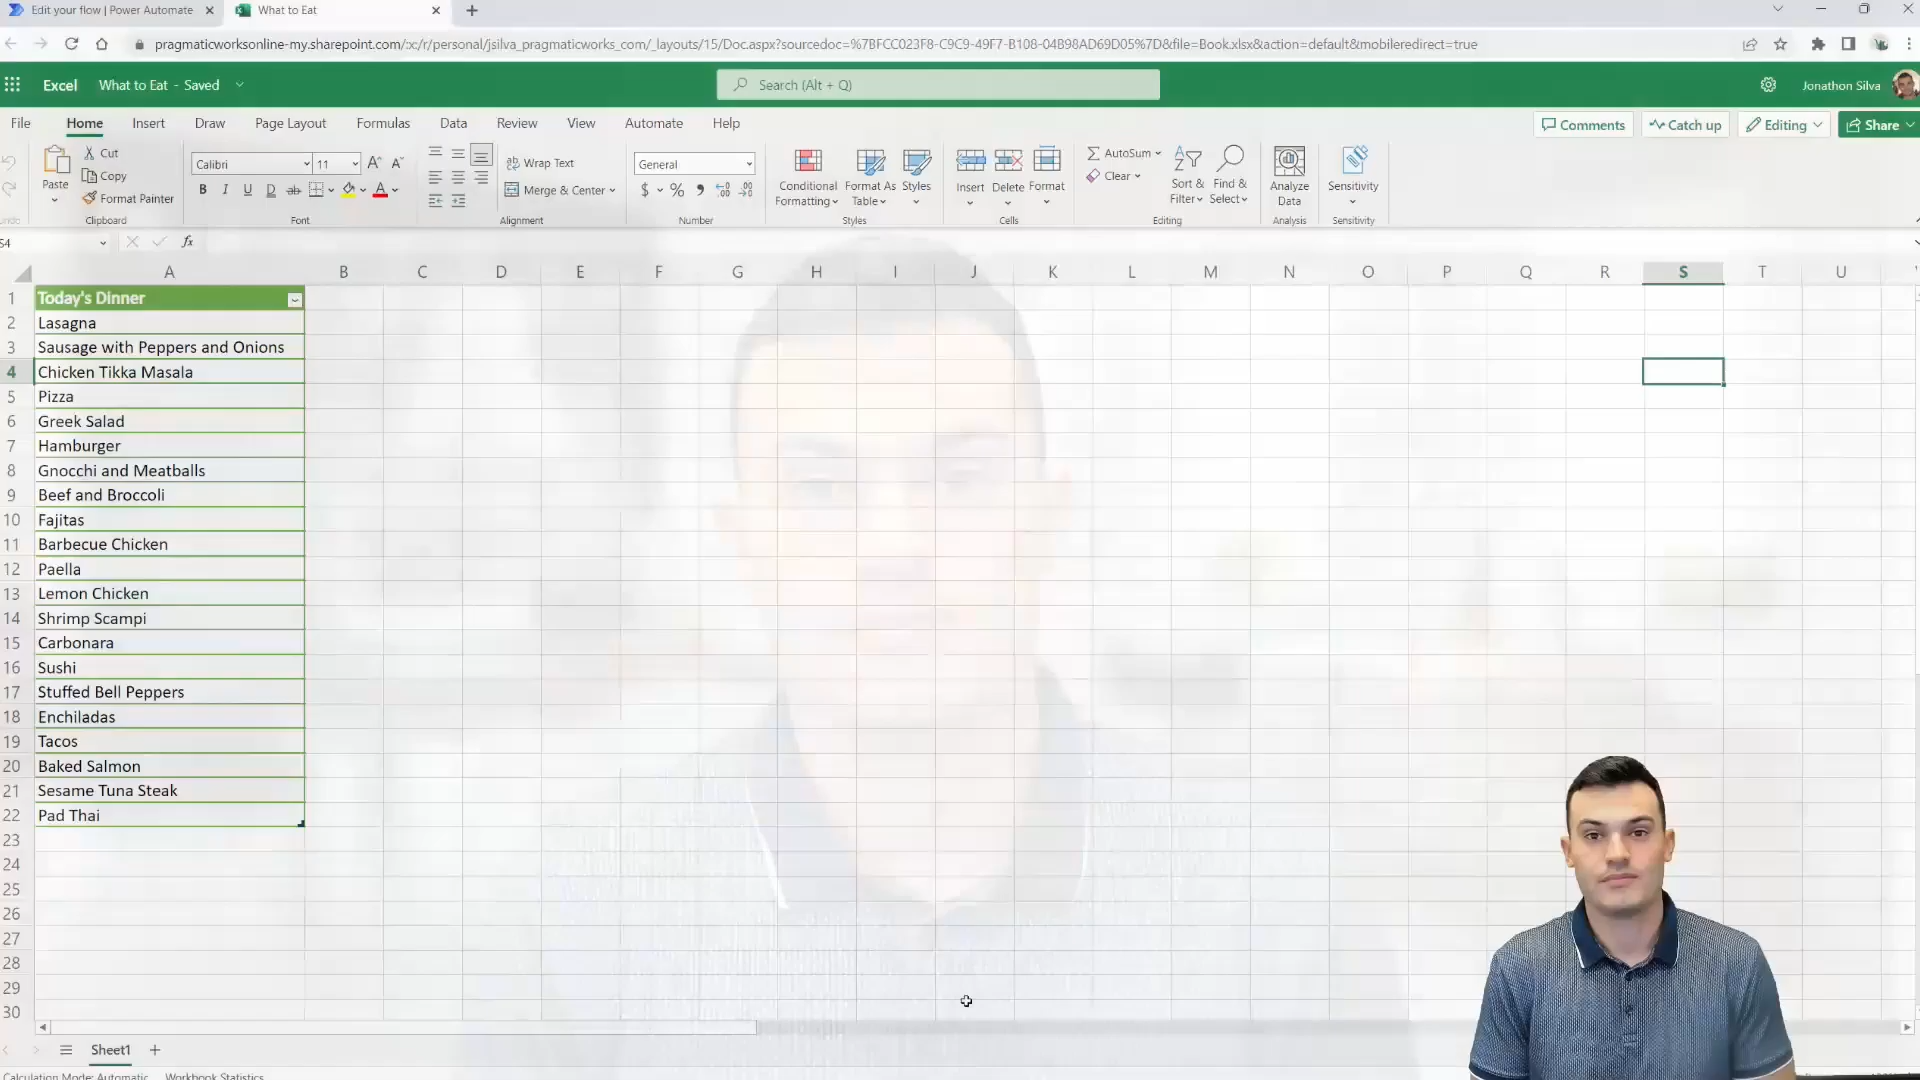 Edit your flow | Power Automate
What to Eat
pragmaticworksonline-my.sharepoint.com/:x:/r/personal/jsilva_pragmaticworks_com/_layouts/15/Doc.aspx?sourcedoc=%7BFCC023F8-C9C9-49F7-B108-04B98AD69D05%7D&file=Book.xlsx&action=default&mobileredirect=true
Excel What to Eat - Saved
Search (Alt + Q)
Jonathon Silva
File Home Insert Draw Page Layout Formulas Data Review View Automate Help
Comments Catch up Editing Share
Paste Cut Copy Format Painter
Calibri 11
B I U D ab A
Wrap Text
Merge & Center
General
$ % 9
Conditional Formatting
Format As Table
Styles
Insert Delete Format
AutoSum
Clear
Sort & Filter
Find & Select
Analyze Data
Sensitivity
Undo Clipboard Font Alignment Number Styles Cells Editing Analysis Sensitivity
S4 fx
A B C D E F G H I J K L M N O P Q R S T U
1 Today's Dinner
2 Lasagna
3 Sausage with Peppers and Onions
4 Chicken Tikka Masala
5 Pizza
6 Greek Salad
7 Hamburger
8 Gnocchi and Meatballs
9 Beef and Broccoli
10 Fajitas
11 Barbecue Chicken
12 Paella
13 Lemon Chicken
14 Shrimp Scampi
15 Carbonara
16 Sushi
17 Stuffed Bell Peppers
18 Enchiladas
19 Tacos
20 Baked Salmon
21 Sesame Tuna Steak
22 Pad Thai
23
24
25
26
27
28
29
30
Sheet1
Calculation Mode: Automatic Workbook Statistics